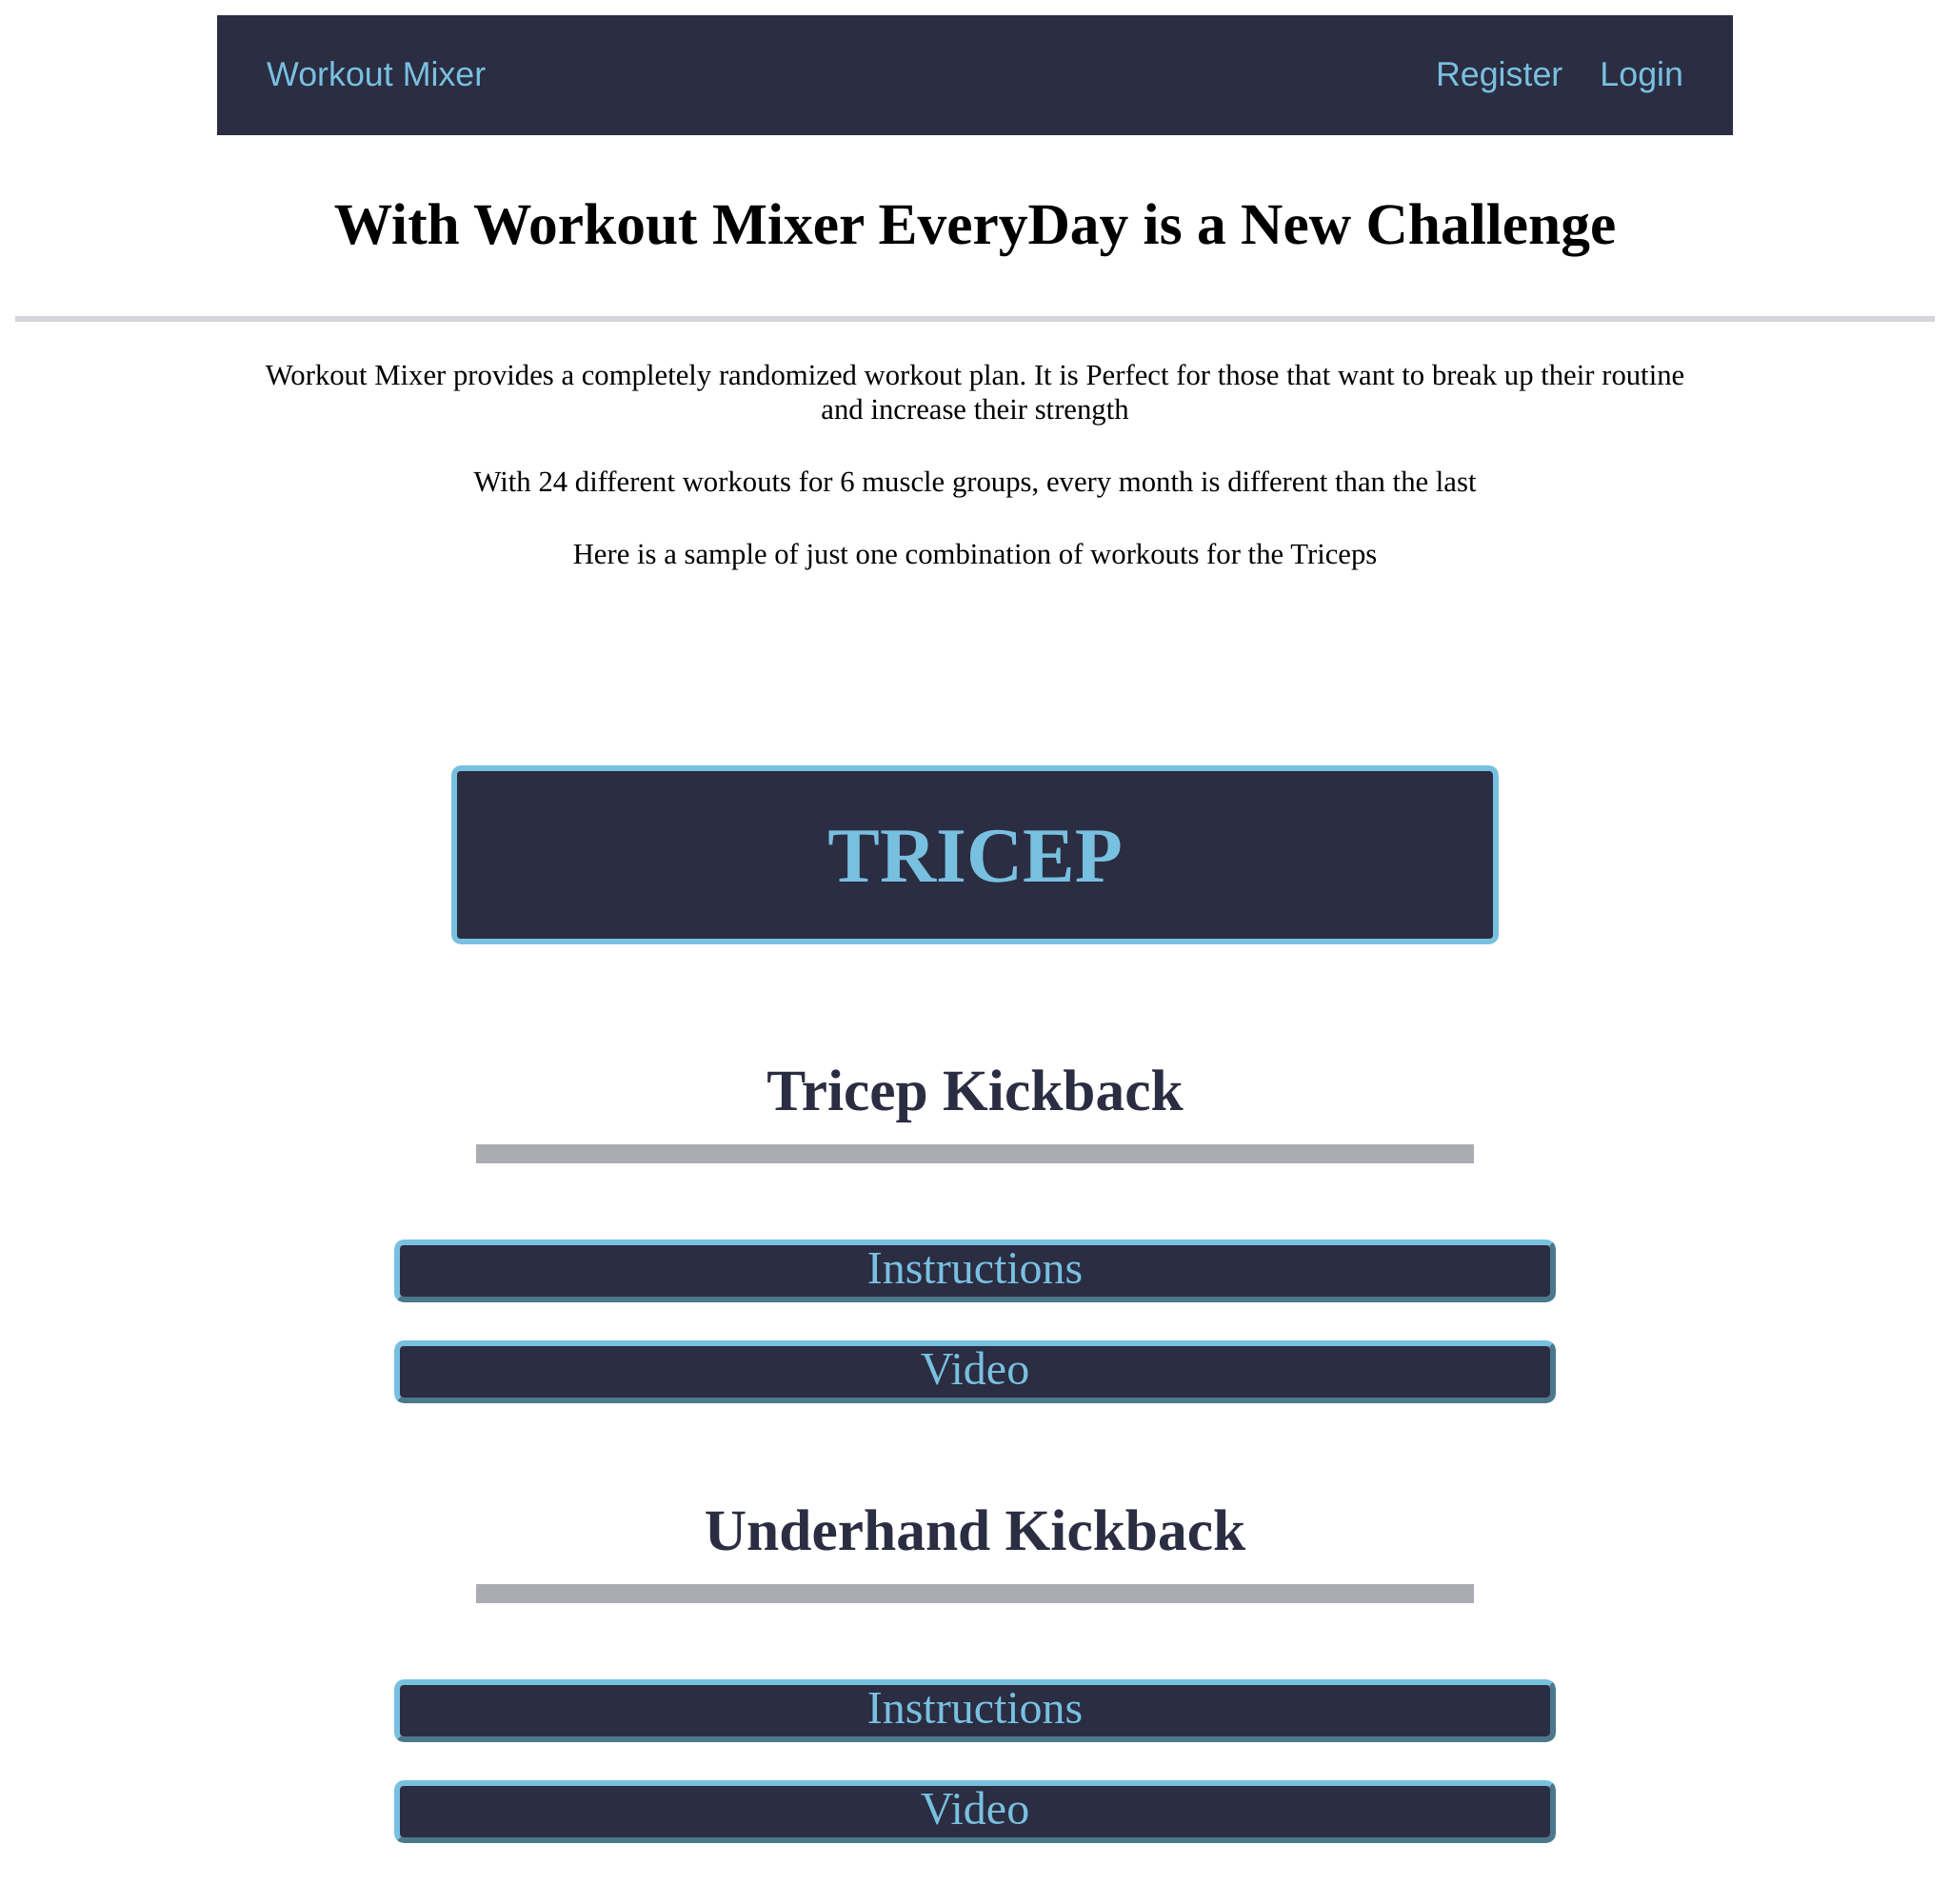 Workout Mixer
Register Login
With Workout Mixer EveryDay is a New Challenge
Workout Mixer provides a completely randomized workout plan. It is Perfect for those that want to break up their routine
and increase their strength
With 24 different workouts for 6 muscle groups, every month is different than the last
Here is a sample of just one combination of workouts for the Triceps
TRICEP
Tricep Kickback
Instructions
Video
Underhand Kickback
Instructions
Video